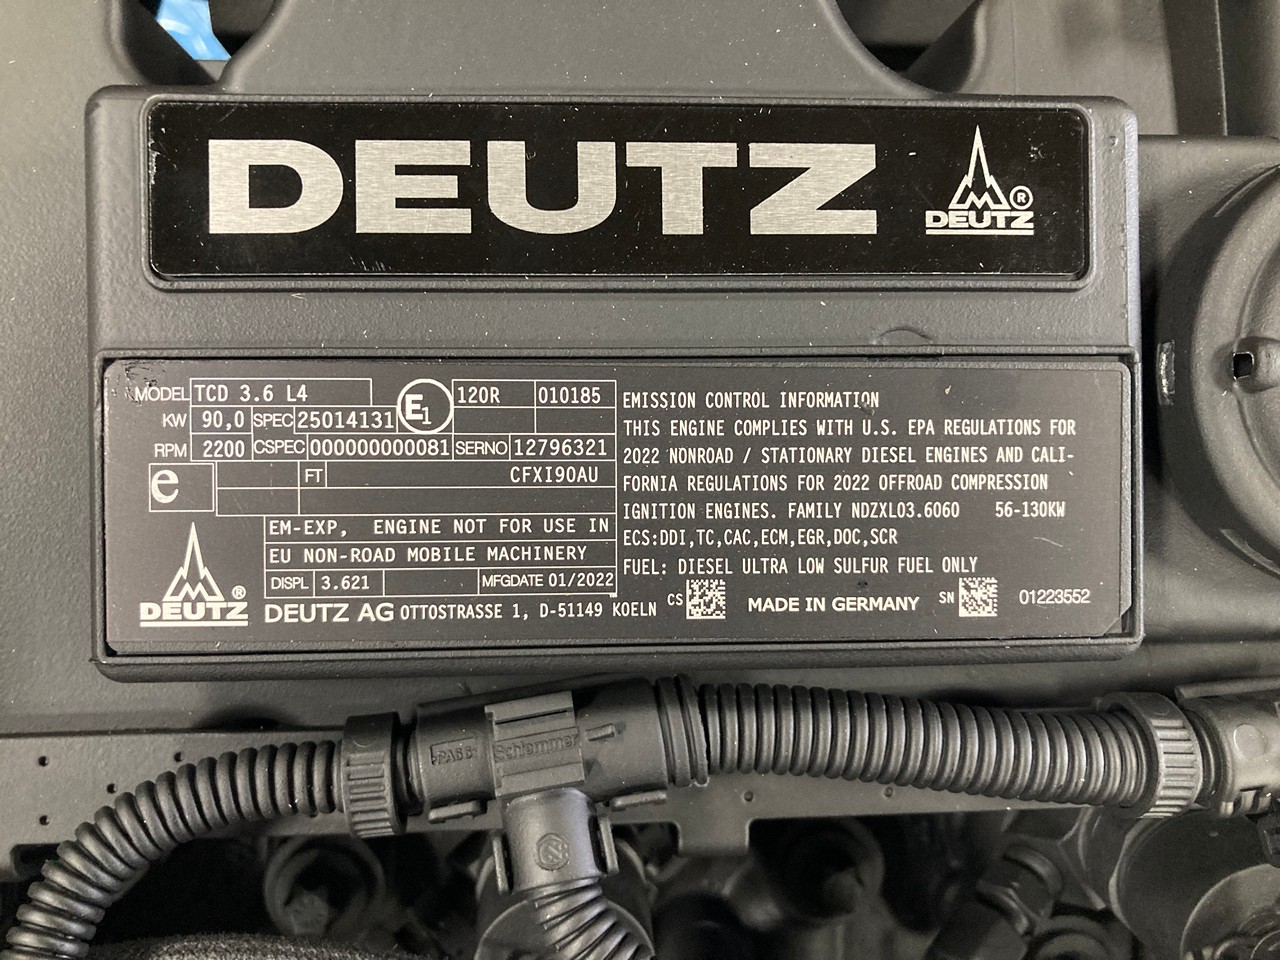 DEUTZ
DEUTZ ®
MODEL TCD 3.6 L4 E1 120R 010185
KW 90,0 SPEC 25014131
RPM 2200 CSPEC 000000000081 SERNO 12796321
e FT CFXI90AU
EM-EXP, ENGINE NOT FOR USE IN
EU NON-ROAD MOBILE MACHINERY
DISPL 3.621 MFGDATE 01/2022
DEUTZ ®
DEUTZ AG OTTOSTRASSE 1, D-51149 KOELN
EMISSION CONTROL INFORMATION
THIS ENGINE COMPLIES WITH U.S. EPA REGULATIONS FOR
2022 NONROAD / STATIONARY DIESEL ENGINES AND CALI-
FORNIA REGULATIONS FOR 2022 OFFROAD COMPRESSION
IGNITION ENGINES. FAMILY NDZXL03.6060 56-130KW
ECS:DDI,TC,CAC,ECM,EGR,DOC,SCR
FUEL: DIESEL ULTRA LOW SULFUR FUEL ONLY
CS MADE IN GERMANY SN 01223552
PA66 Schlemmer